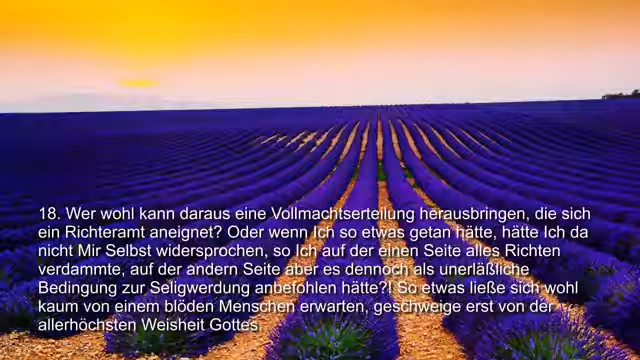 18. Wer wohl kann daraus eine Vollmachtserteilung herausbringen, die sich
ein Richteramt aneignet? Oder wenn Ich so etwas getan hätte, hätte Ich da
nicht Mir Selbst widersprochen, so Ich auf der einen Seite alles Richten
verdammte, auf der andern Seite aber es dennoch als unerläßliche
Bedingung zur Seligwerdung anbefohlen hätte?! So etwas ließe sich wohl
kaum von einem blöden Menschen erwarten, geschweige erst von der
allerhöchsten Weisheit Gottes.